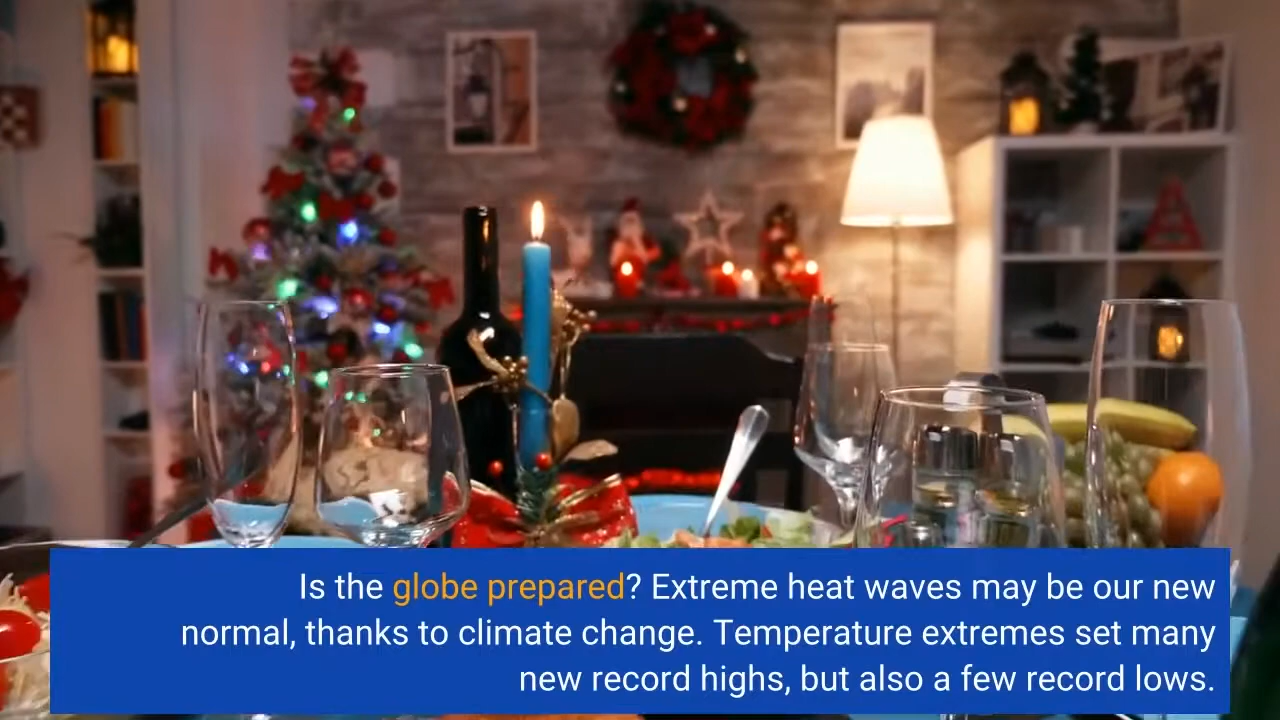 Is the globe prepared? Extreme heat waves may be our new
normal, thanks to climate change. Temperature extremes set many
new record highs, but also a few record lows.